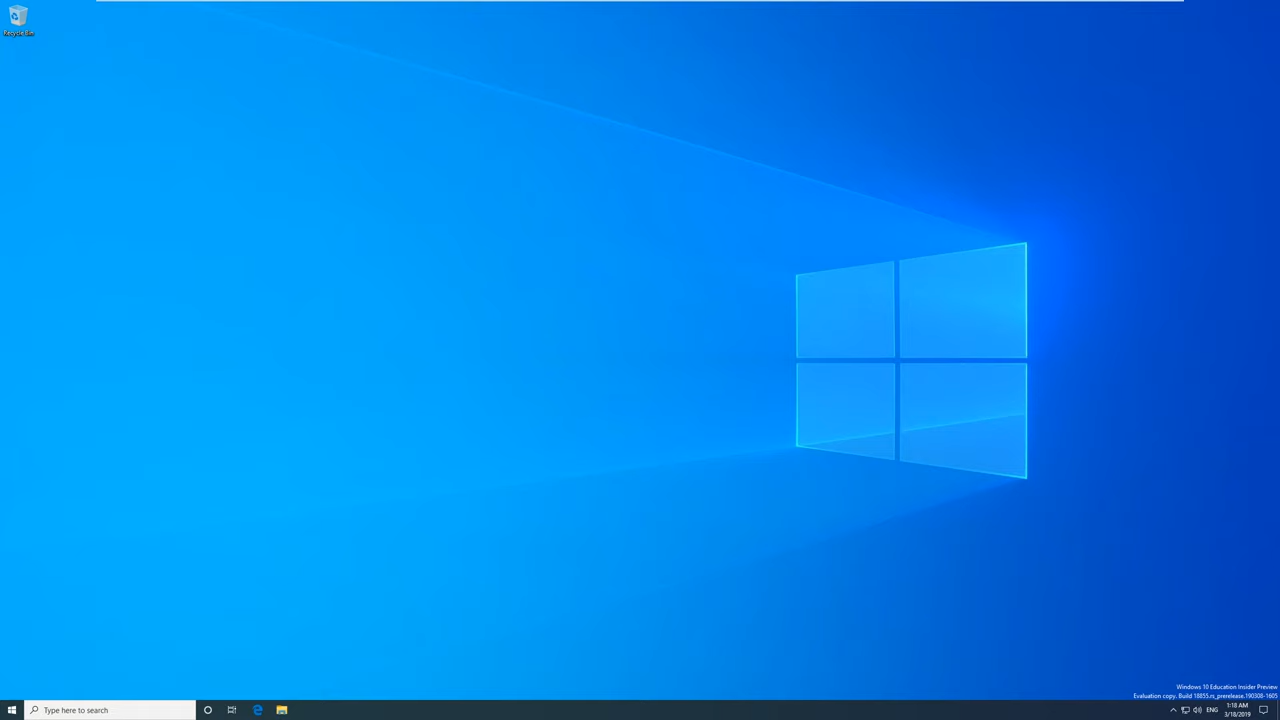 Recycle Bin
Windows 10 Education Insider Preview
Evaluation copy. Build 18855.rs_prerelease.190308-1605
Type here to search
ENG
1:18 AM
3/18/2019